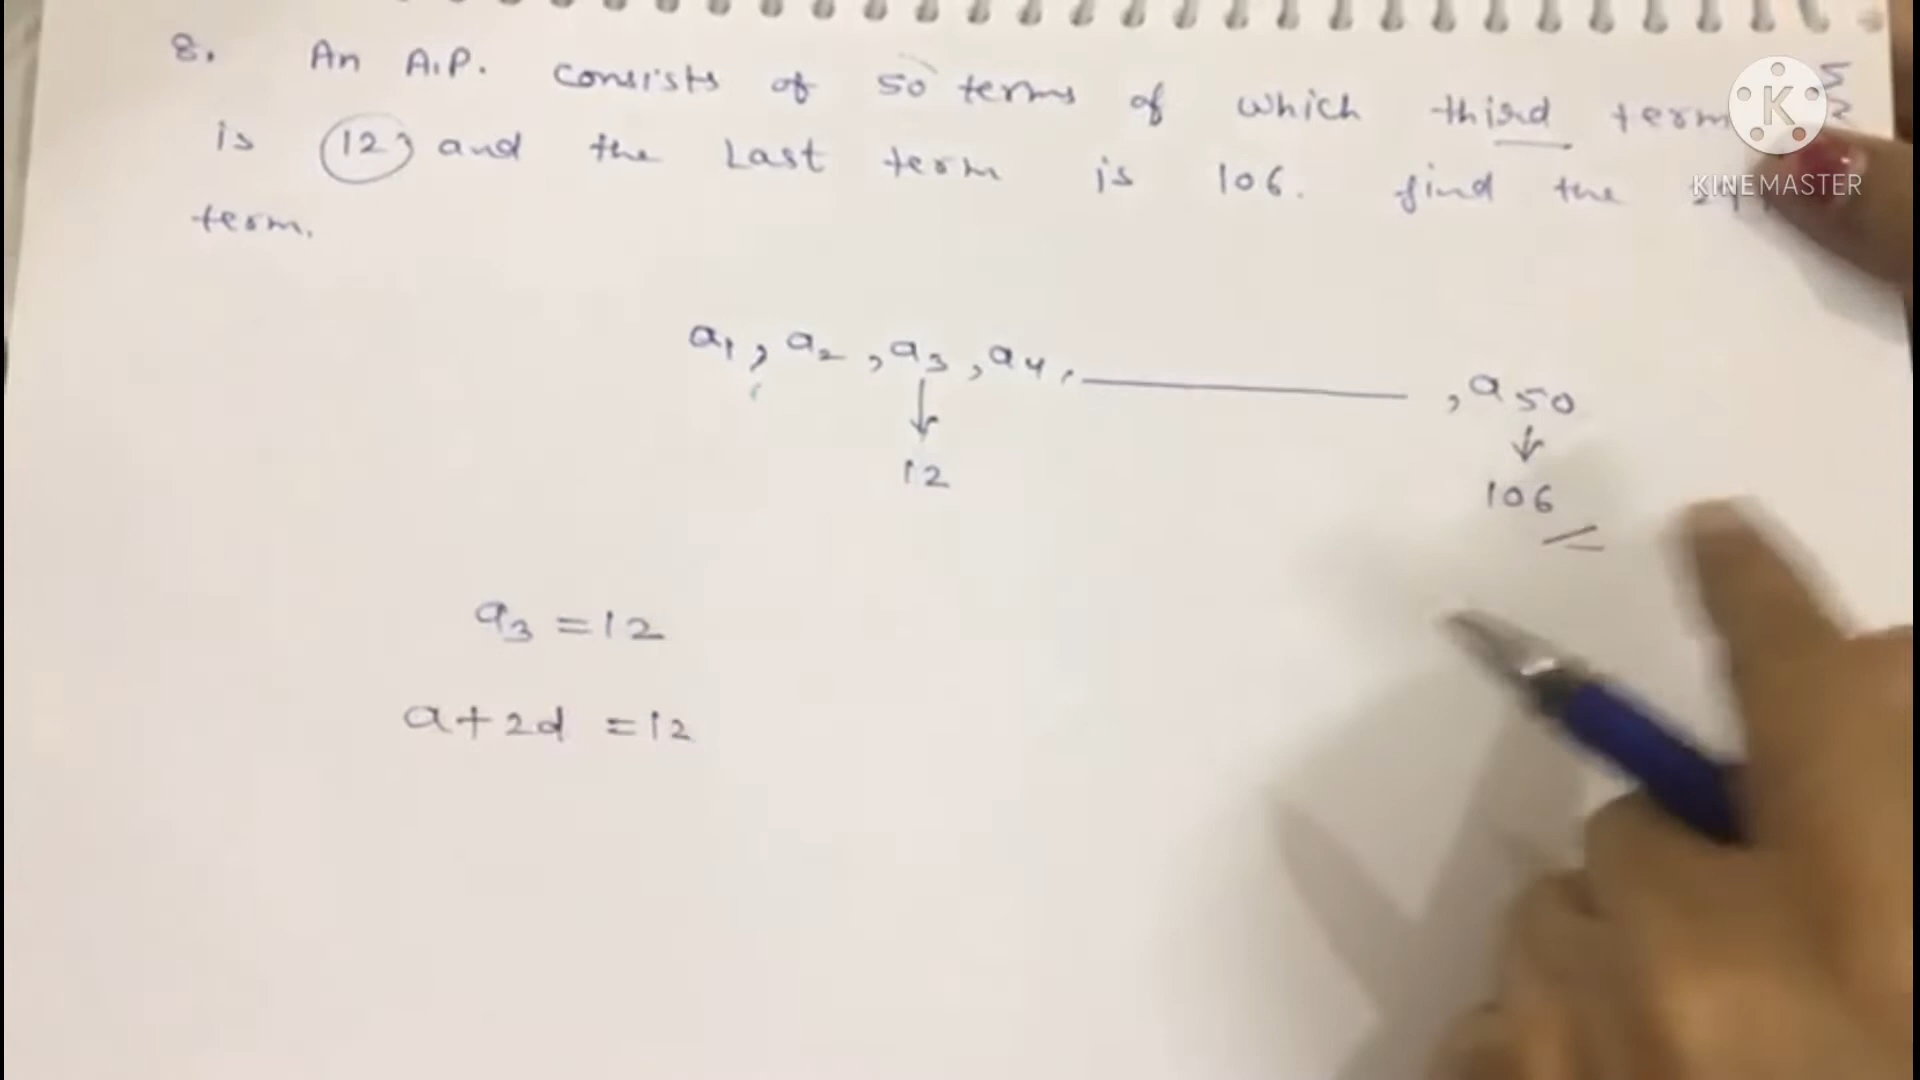 8. An A.P. consists of 50 terms of which third term
is 12 and the Last term is 106. find the
term.
a1, a2, a3, a4, , a50
12
106
a3 = 12
a + 2d = 12
K
KINEMASTER